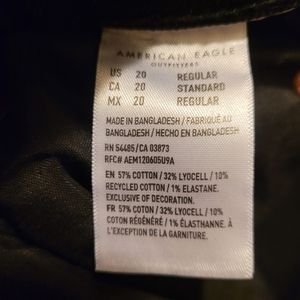 AMERICAN EAGLE
OUTFITTERS
US 20 REGULAR
CA 20 STANDARD
MX 20 REGULAR
MADE IN BANGLADESH / FABRIQUÉ AU
BANGLADESH / HECHO EN BANGLADESH
RN 54485/CA 03873
RFC# AEM120605U9A
EN 57% COTTON / 32% LYOCELL / 10%
RECYCLED COTTON / 1% ELASTANE.
EXCLUSIVE OF DECORATION.
FR 57% COTON / 32% LYOCELL / 10%
COTON RÉGÉNÉRÉ / 1% ÉLASTHANNE. À
L'EXCEPTION DE LA GARNITURE.